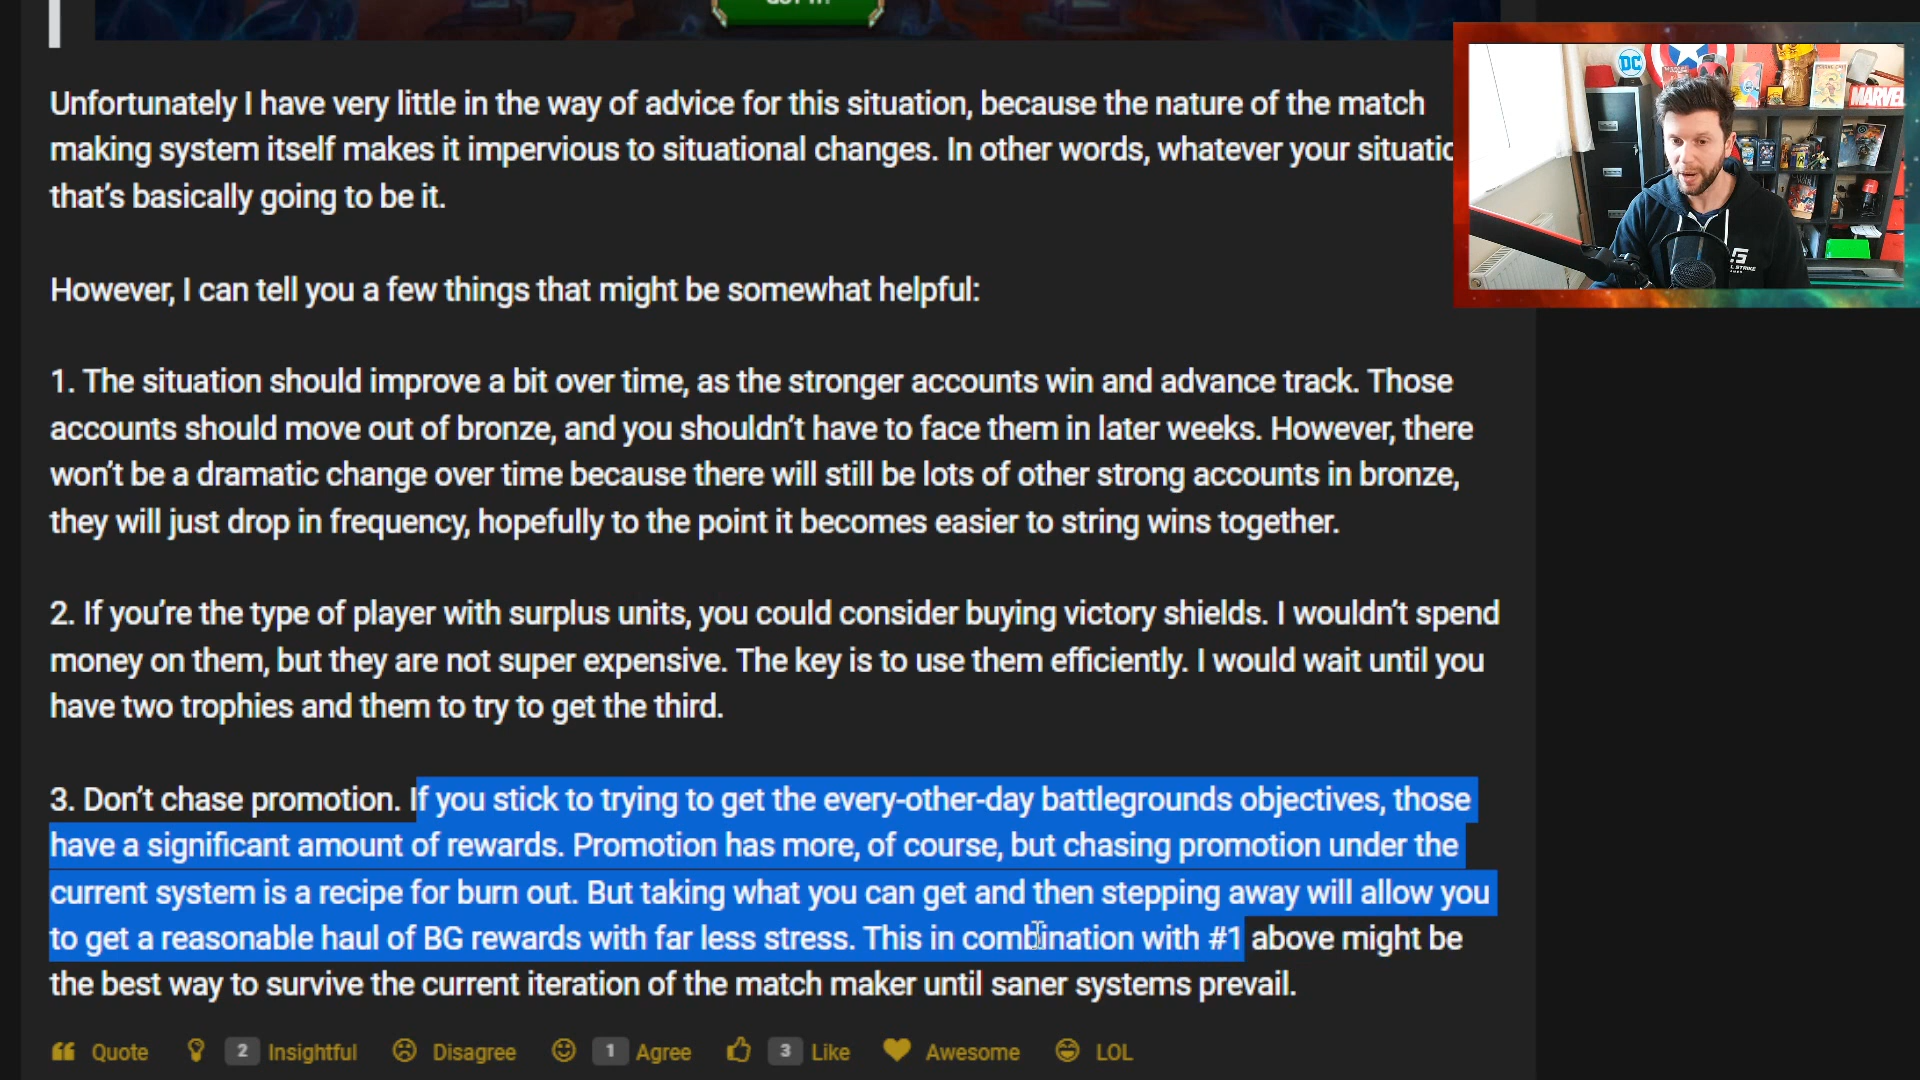 GOT IT!
Unfortunately I have very little in the way of advice for this situation, because the nature of the match
making system itself makes it impervious to situational changes. In other words, whatever your situatio
that’s basically going to be it.
However, I can tell you a few things that might be somewhat helpful:
1. The situation should improve a bit over time, as the stronger accounts win and advance track. Those
accounts should move out of bronze, and you shouldn’t have to face them in later weeks. However, there
won’t be a dramatic change over time because there will still be lots of other strong accounts in bronze,
they will just drop in frequency, hopefully to the point it becomes easier to string wins together.
2. If you’re the type of player with surplus units, you could consider buying victory shields. I wouldn’t spend
money on them, but they are not super expensive. The key is to use them efficiently. I would wait until you
have two trophies and them to try to get the third.
3. Don’t chase promotion. If you stick to trying to get the every-other-day battlegrounds objectives, those
have a significant amount of rewards. Promotion has more, of course, but chasing promotion under the
current system is a recipe for burn out. But taking what you can get and then stepping away will allow you
to get a reasonable haul of BG rewards with far less stress. This in combination with #1 above might be
the best way to survive the current iteration of the match maker until saner systems prevail.
Quote 2 Insightful Disagree 1 Agree 3 Like Awesome LOL
DC
MARVEL